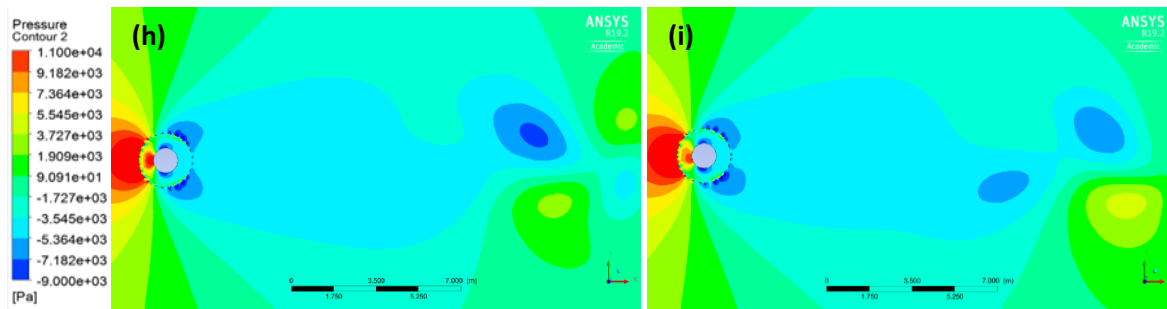 Pressure
Contour 2
1.100e+04
9.182e+03
7.364e+03
5.545e+03
3.727e+03
1.909e+03
9.091e+01
-1.727e+03
-3.545e+03
-5.364e+03
-7.182e+03
-9.000e+03
[Pa]
(h)
ANSYS
R19.2
Academic
0 3.500 7.000 (m)
1.750 5.250
(i)
ANSYS
R19.2
Academic
0 3.500 7.000 (m)
1.750 5.250